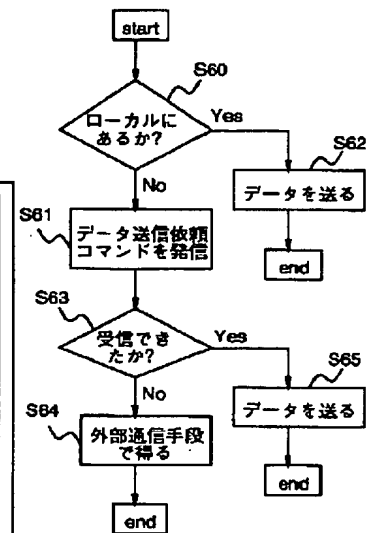 start
S60
ローカルに
あるか?
Yes
S62
データを送る
end
No
S61
データ送信依頼
コマンドを発信
S63
受信でき
たか?
Yes
S65
データを送る
end
No
S64
外部通信手段
で得る
end